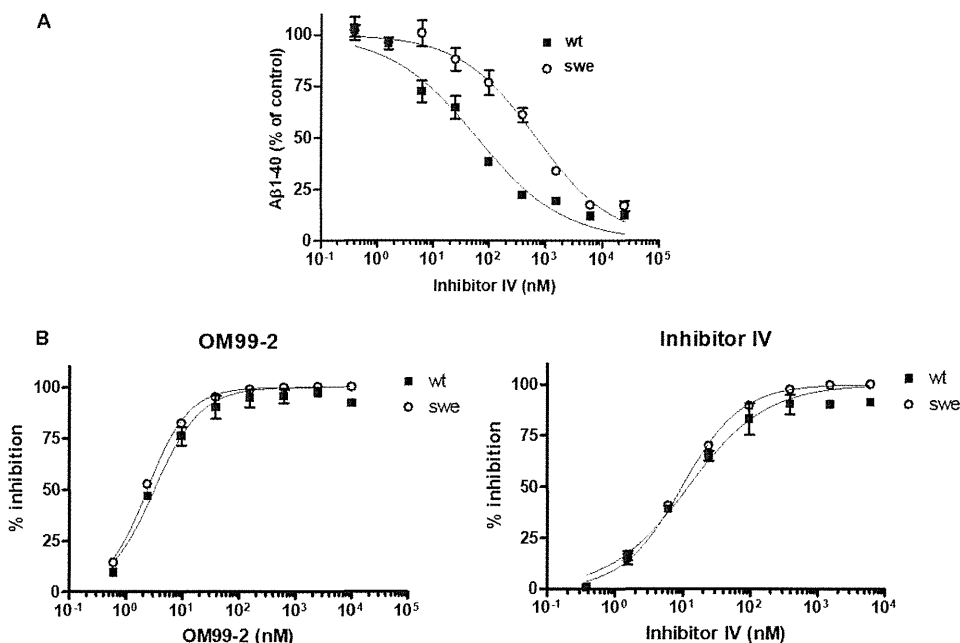 A
Aβ1-40 (% of control)
100
75
50
25
0
10-1 100 101 102 103 104 105
Inhibitor IV (nM)
wt
swe
B
OM99-2
% inhibition
100
75
50
25
0
10-1 100 101 102 103 104 105
OM99-2 (nM)
wt
swe
Inhibitor IV
% inhibition
100
75
50
25
0
10-1 100 101 102 103 104
Inhibitor IV (nM)
wt
swe